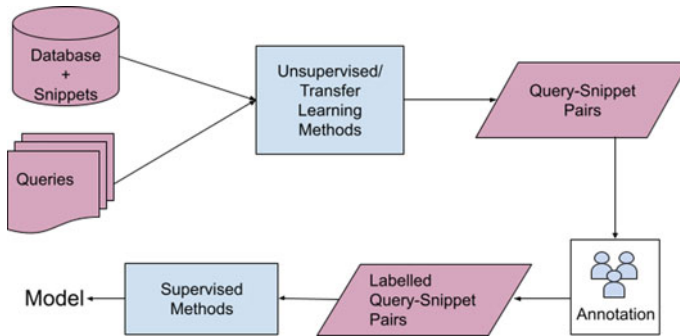 Database
+
Snippets
Unsupervised/
Transfer
Learning
Methods
Query-Snippet
Pairs
Queries
Model
Supervised
Methods
Labelled
Query-Snippet
Pairs
Annotation